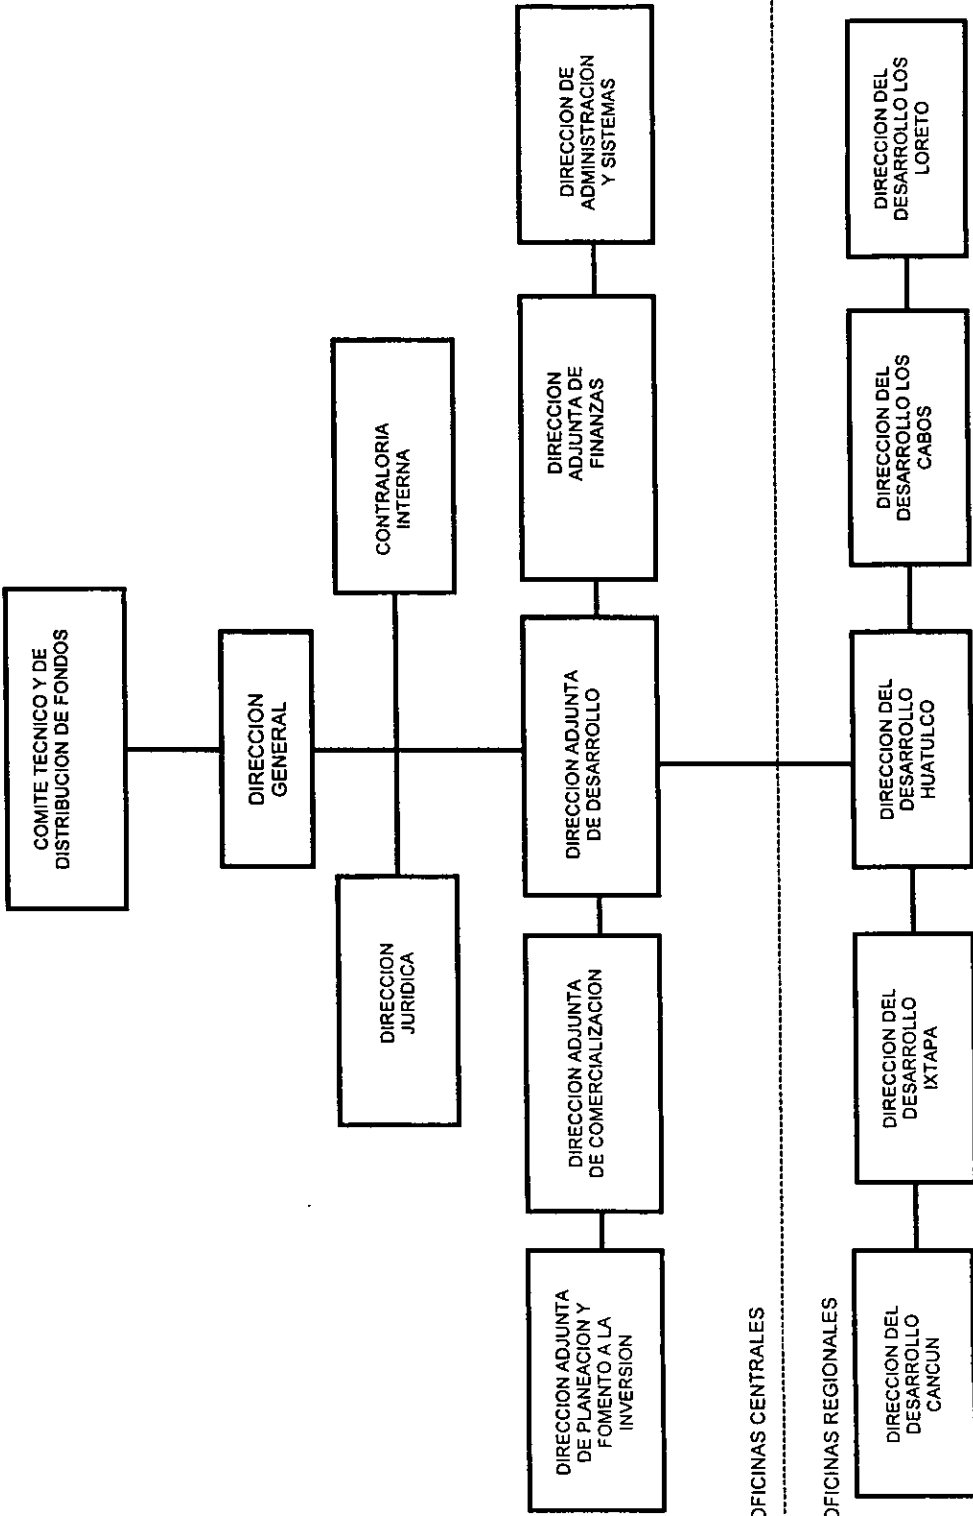 COMITE TECNICO Y DE
DISTRIBUCION DE FONDOS
DIRECCION
GENERAL
DIRECCION
JURIDICA
CONTRALORIA
INTERNA
DIRECCION ADJUNTA
DE PLANEACION Y
FOMENTO A LA
INVERSION
DIRECCION ADJUNTA
DE COMERCIALIZACION
DIRECCION ADJUNTA
DE DESARROLLO
DIRECCION
ADJUNTA DE
FINANZAS
DIRECCION DE
ADMINISTRACION
Y SISTEMAS
OFICINAS CENTRALES
OFICINAS REGIONALES
DIRECCION DEL
DESARROLLO
CANCUN
DIRECCION DEL
DESARROLLO
IXTAPA
DIRECCION DEL
DESARROLLO
HUATULCO
DIRECCION DEL
DESARROLLO LOS
CABOS
DIRECCION DEL
DESARROLLO LOS
LORETO